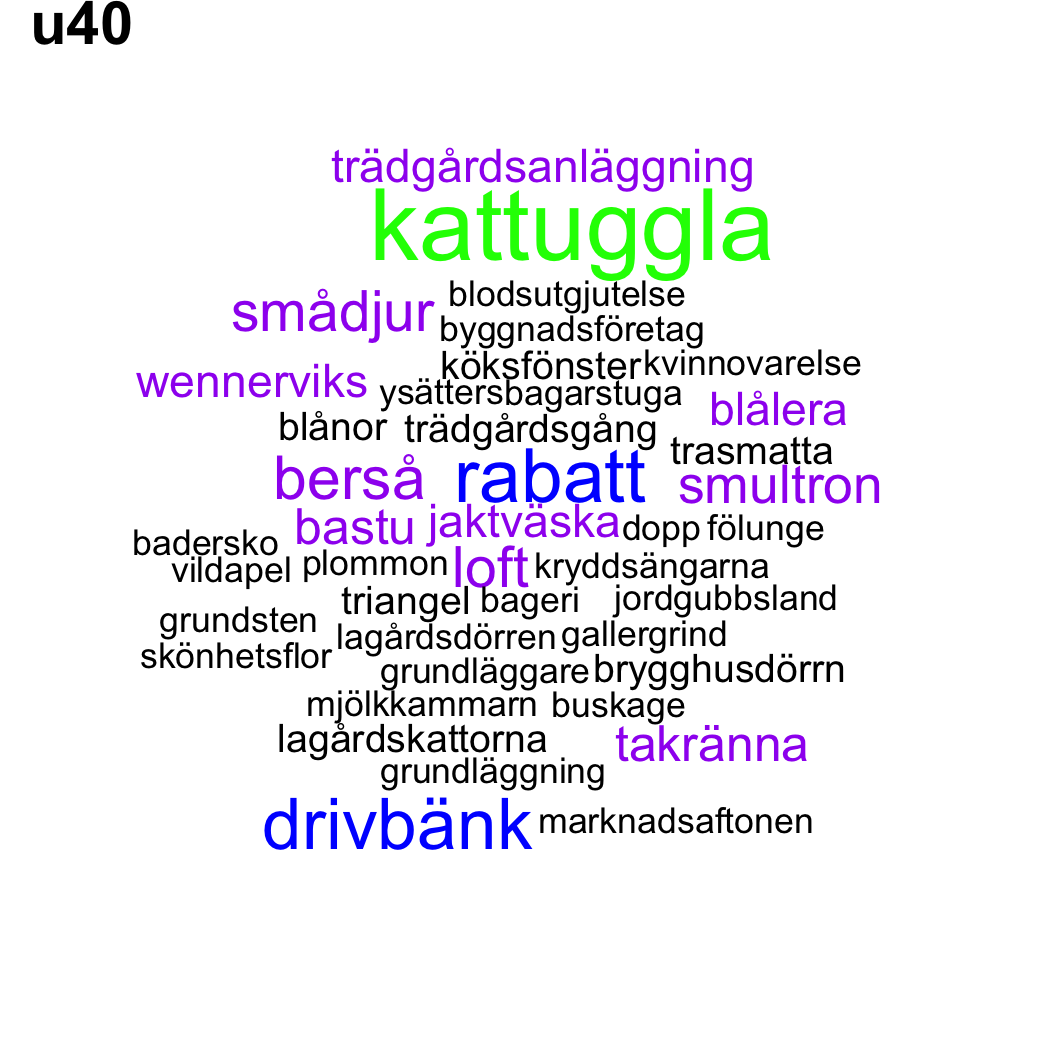 u40
trädgårdsanläggning
kattuggla
smådjur blodsutgjutelse
byggnadsföretag
köksfönster kvinnovarelse
wennerviks ysättersbagarstuga blålera
blånor trädgårdsgång trasmatta
berså rabatt smultron
bastu jaktväska dopp fölunge
badersko plommon loft kryddsängarna
vildapel
triangel bageri jordgubbsland
grundsten lagårdsdörren gallergrind
skönhetsflor grundläggare brygghusdörrn
mjölkkammarn buskage
lagårdskattorna takränna
grundläggning
drivbänk marknadsaftonen